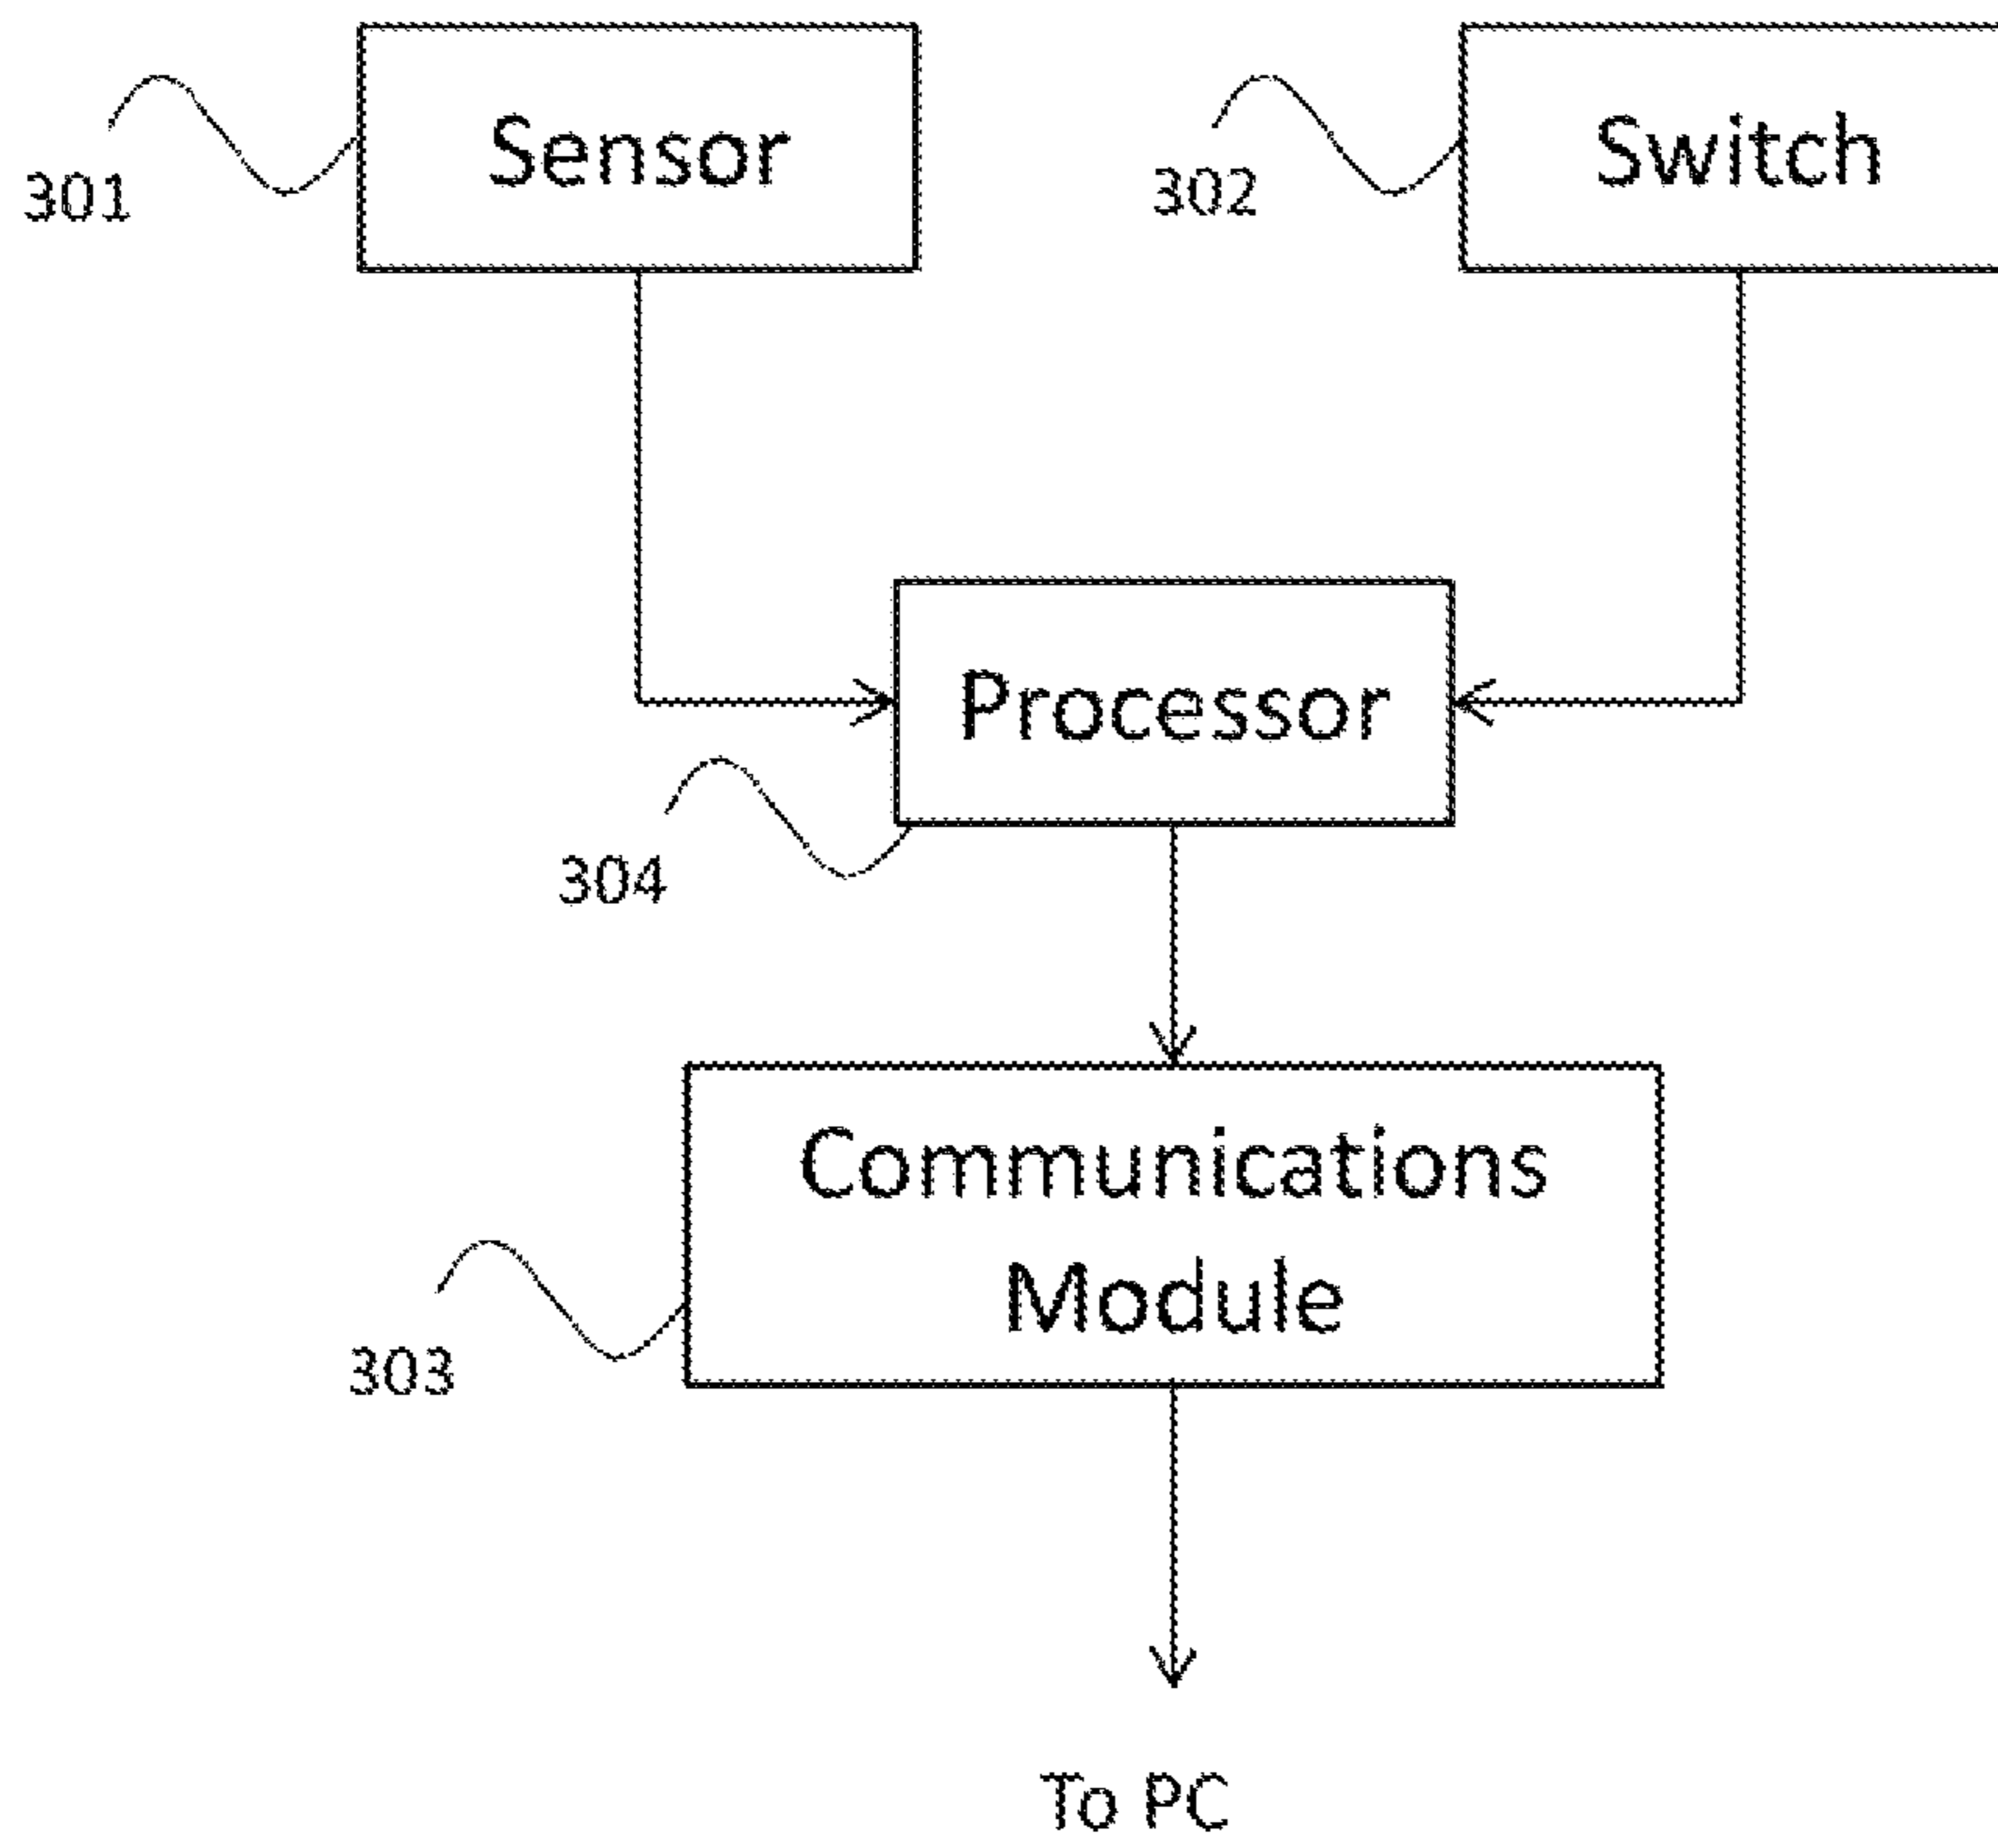 Sensor
Switch
301
302
Processor
304
Communications
Module
303
To PC